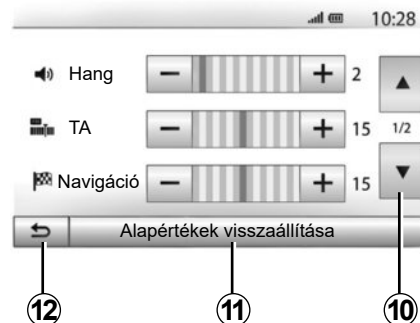 10:28
Hang 2
TA 15 1/2
Navigáció 15
Alapértékek visszaállítása
12 11 10